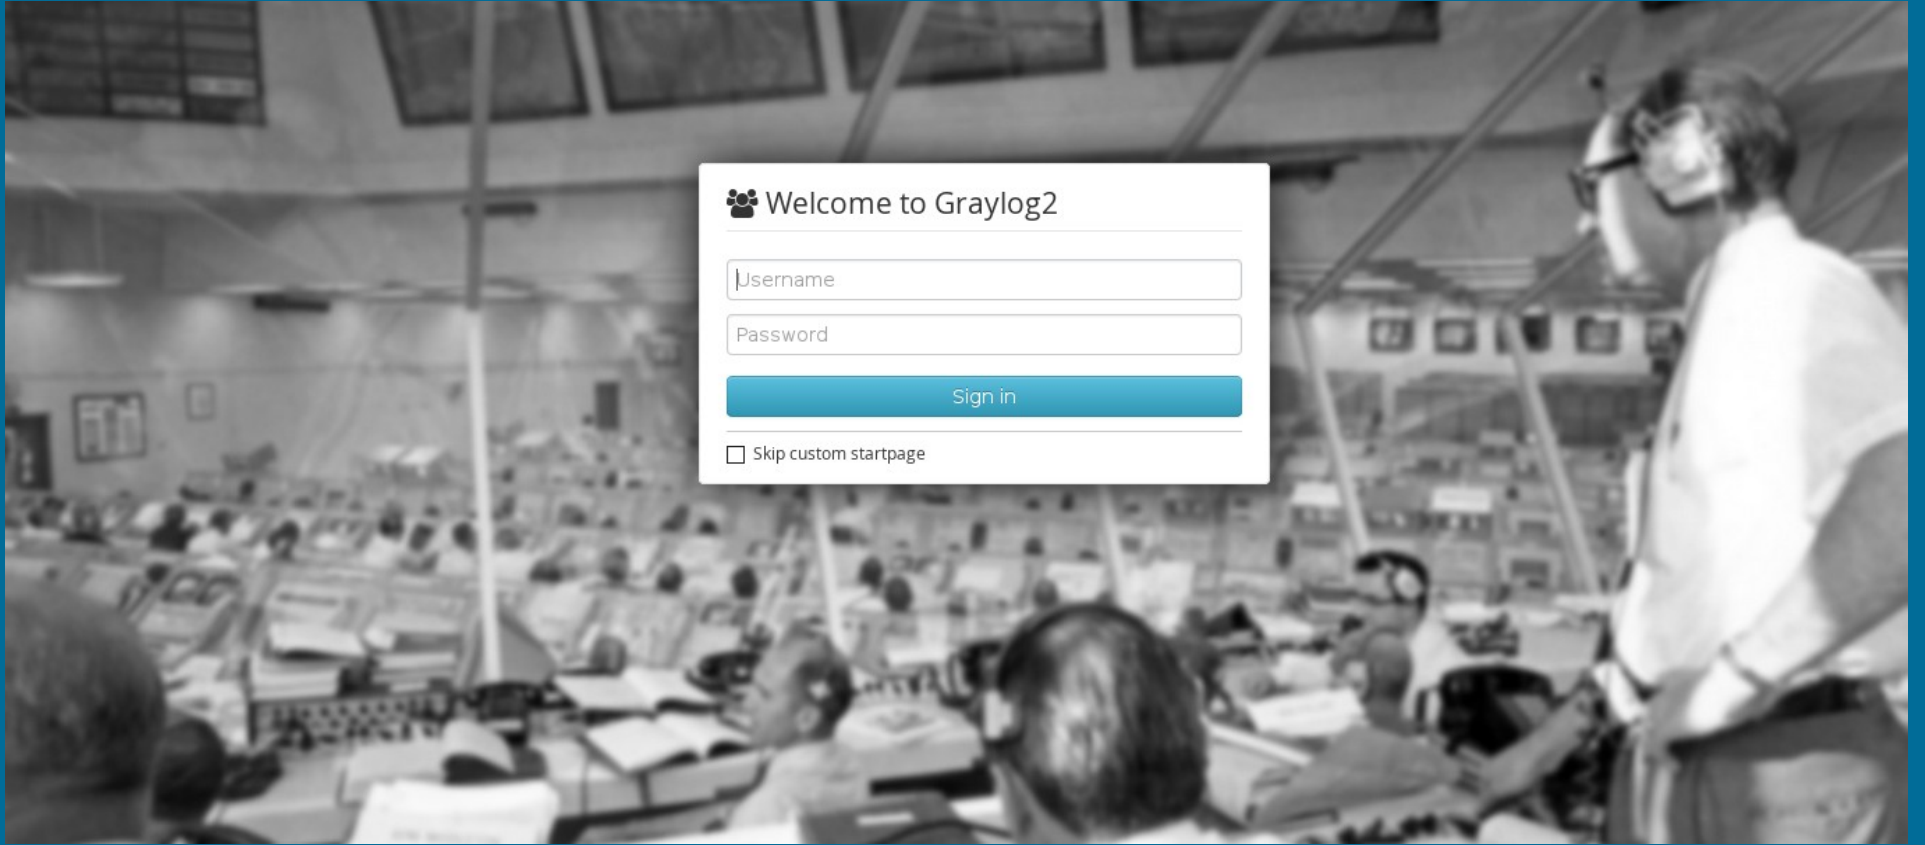 Welcome to Graylog2
Username
Password
Sign in
Skip custom startpage